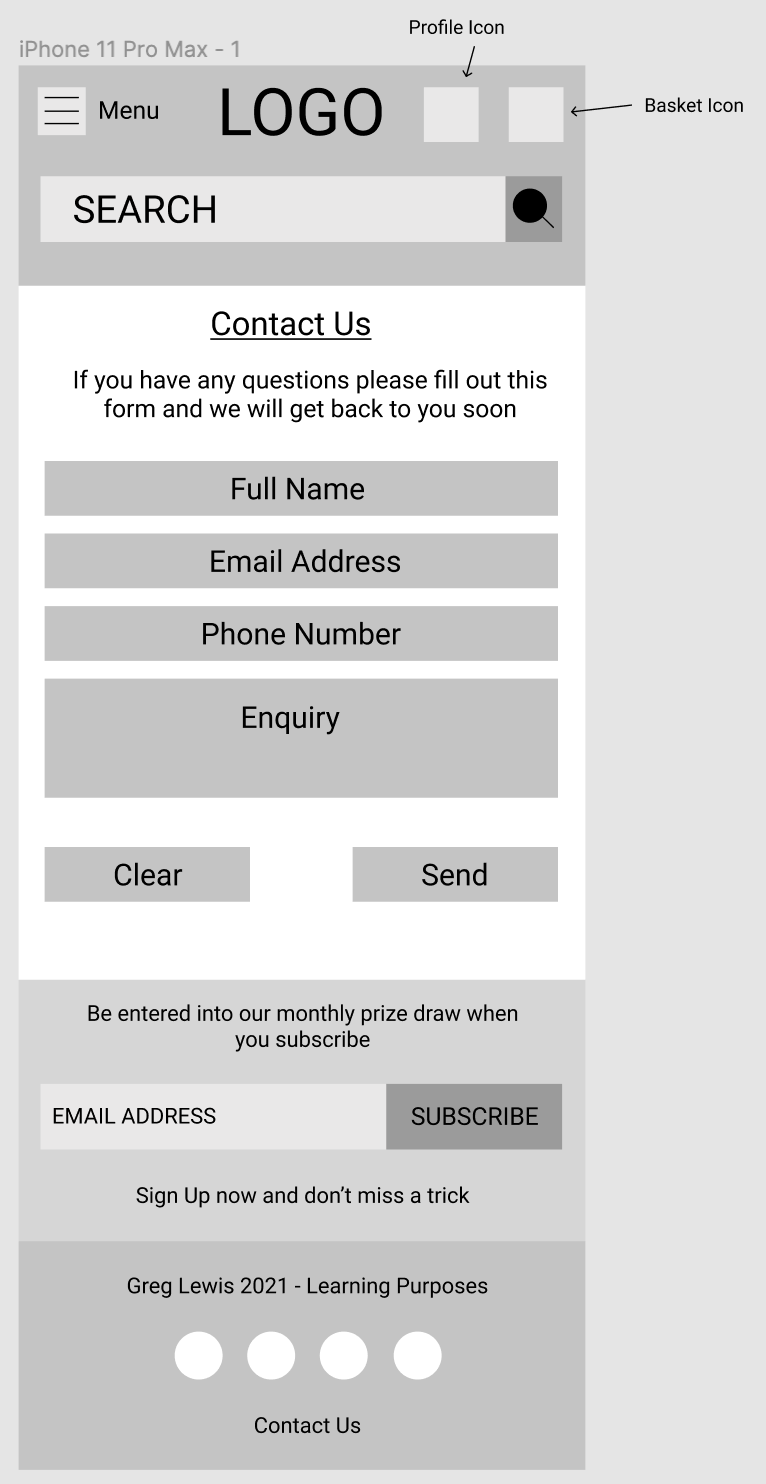 Profile Icon
iPhone 11 Pro Max - 1
Menu
LOGO
Basket Icon
SEARCH
Contact Us
If you have any questions please fill out this
form and we will get back to you soon
Full Name
Email Address
Phone Number
Enquiry
Clear
Send
Be entered into our monthly prize draw when
you subscribe
EMAIL ADDRESS
SUBSCRIBE
Sign Up now and don’t miss a trick
Greg Lewis 2021 - Learning Purposes
Contact Us